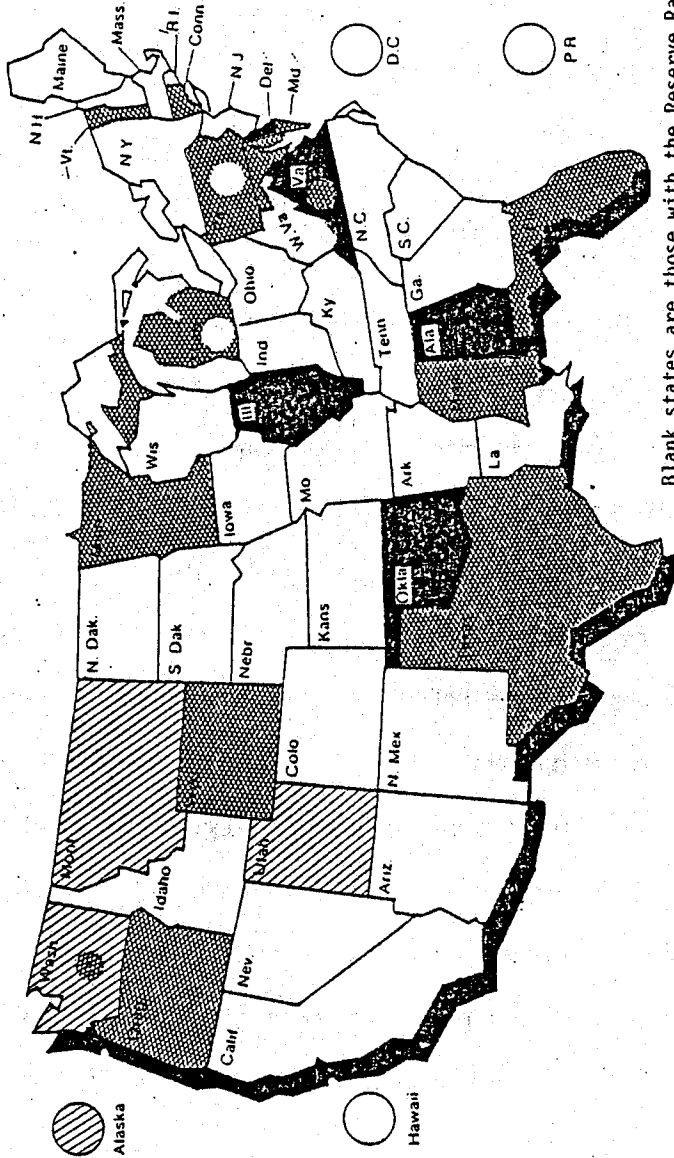 Wash
Mont
N. Dak.
Idaho
S Dak
Wis
N Y
Vt.
N H
Maine
Mass.
R I.
Conn.
N J
Del
Md
Nev.
Utah
Colo
Nebr
Iowa
Ill
Ind
Ohio
W.Va
Va
Calif
Ariz.
N. Mex
Kans
Mo
Ky
Okla
Ark
Tenn
N.C.
S.C.
La
Ala
Ga.
Alaska
Hawaii
D.C
P R
Blank states are those with the Reserve